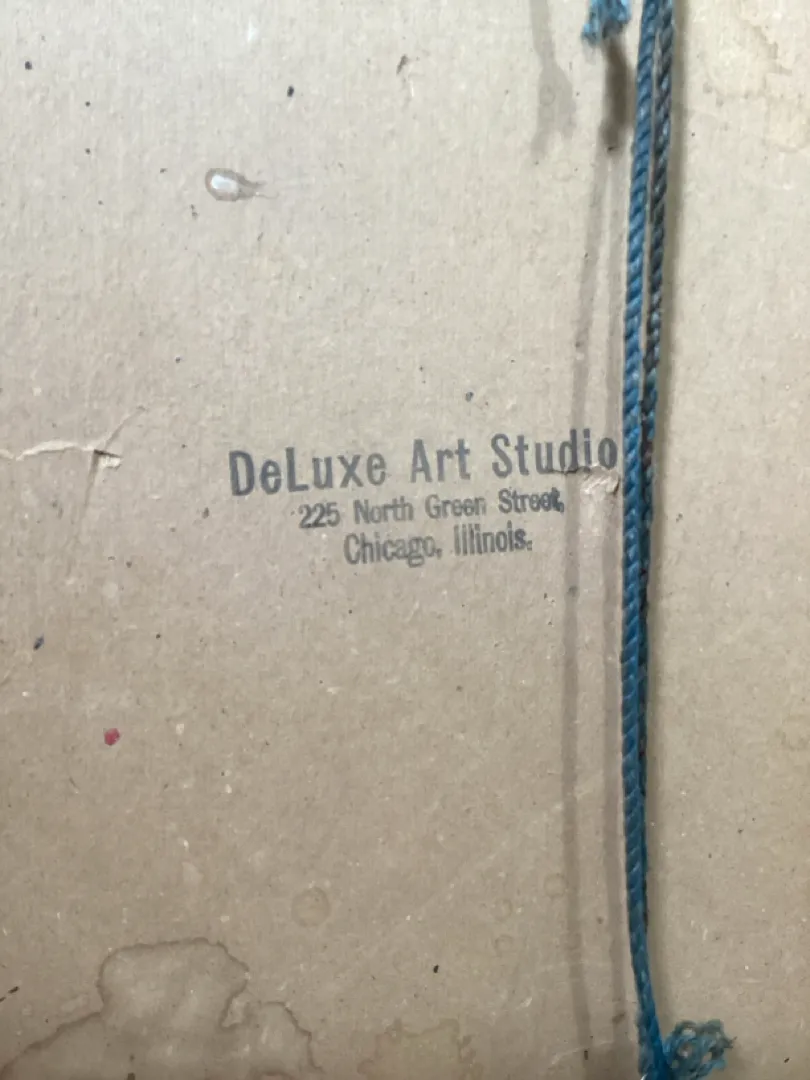 DeLuxe Art Studio
225 North Green Street,
Chicago, Illinois.